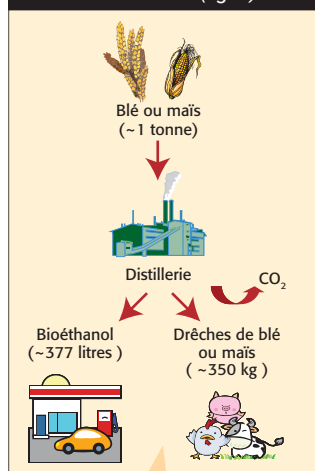 Blé ou maïs
(~1 tonne)
Distillerie
CO2
Bioéthanol
(~377 litres )
Drêches de blé
ou maïs
( ~350 kg )